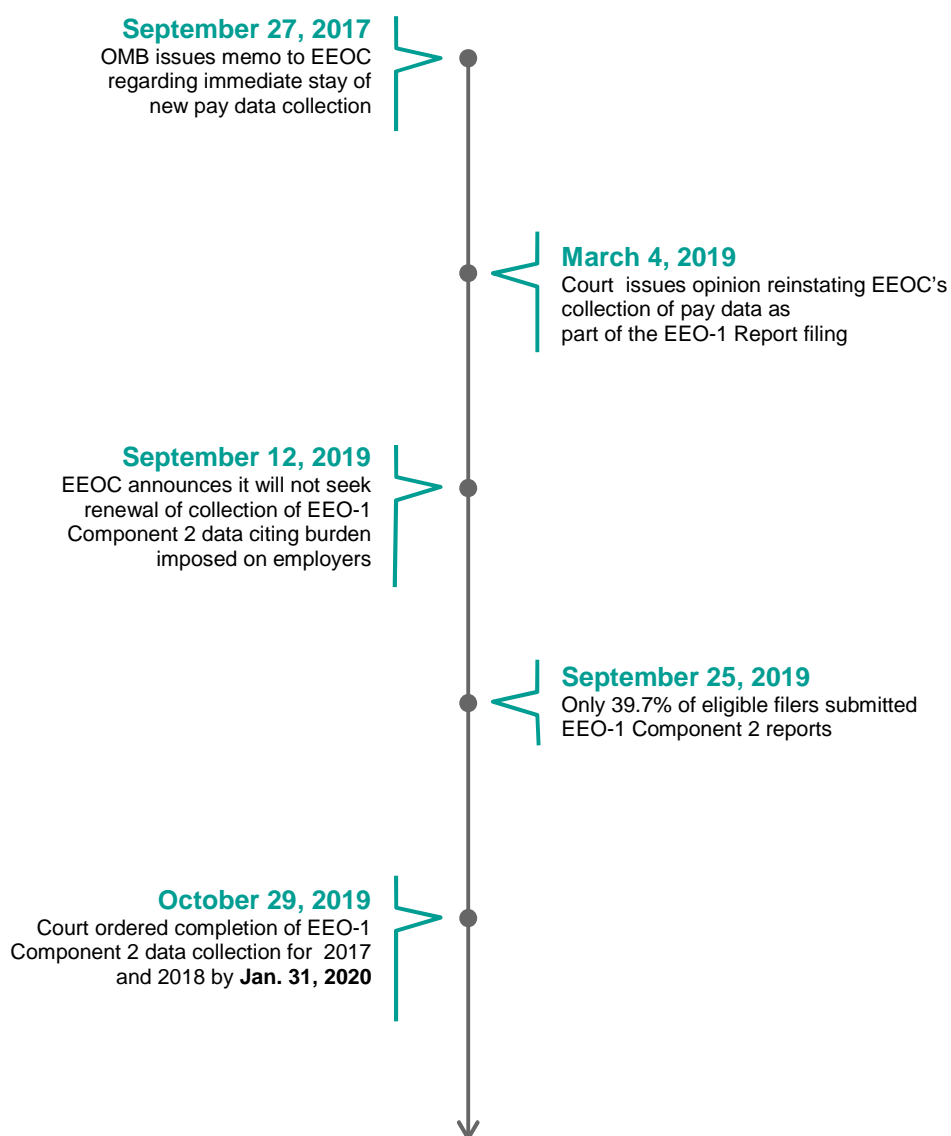 September 27, 2017
OMB issues memo to EEOC
regarding immediate stay of
new pay data collection
March 4, 2019
Court issues opinion reinstating EEOC’s
collection of pay data as
part of the EEO-1 Report filing
September 12, 2019
EEOC announces it will not seek
renewal of collection of EEO-1
Component 2 data citing burden
imposed on employers
September 25, 2019
Only 39.7% of eligible filers submitted
EEO-1 Component 2 reports
October 29, 2019
Court ordered completion of EEO-1
Component 2 data collection for 2017
and 2018 by Jan. 31, 2020